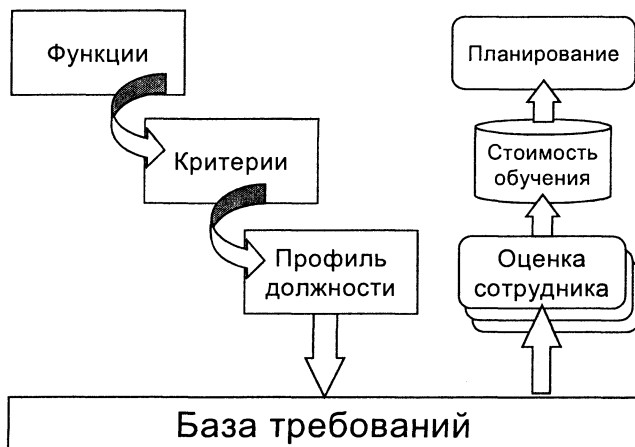 Функции
Планирование
Критерии
Стоимость
обучения
Профиль
должности
Оценка
сотрудника
База требований